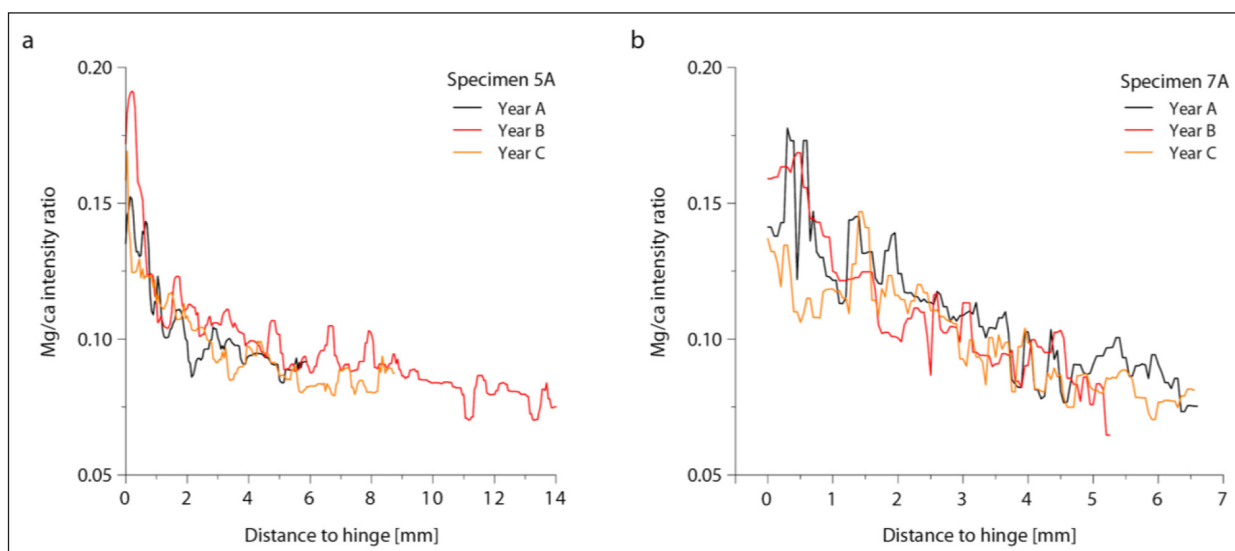 a
Specimen 5A
Year A
Year B
Year C
0.20
0.15
0.10
0.05
Mg/ca intensity ratio
0 2 4 6 8 10 12 14
Distance to hinge [mm]
b
Specimen 7A
Year A
Year B
Year C
0.20
0.15
0.10
0.05
Mg/ca intensity ratio
0 1 2 3 4 5 6 7
Distance to hinge [mm]